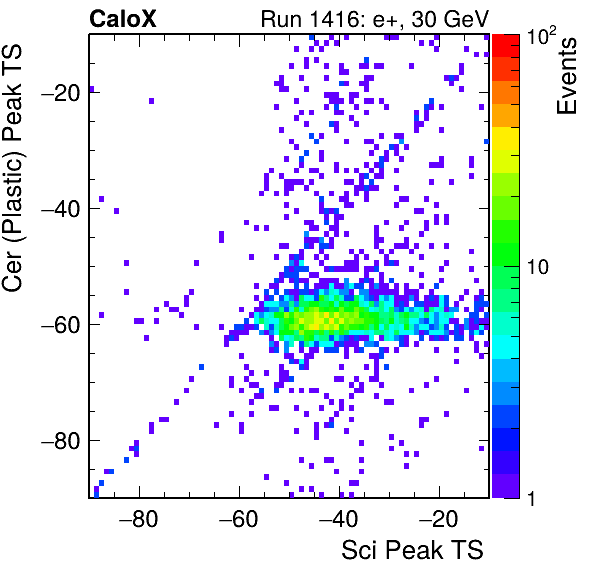 CaloX Run 1416: e+, 30 GeV
Cer (Plastic) Peak TS
−20
−40
−60
−80
−80 −60 −40 −20
Sci Peak TS
10²
10
1
Events